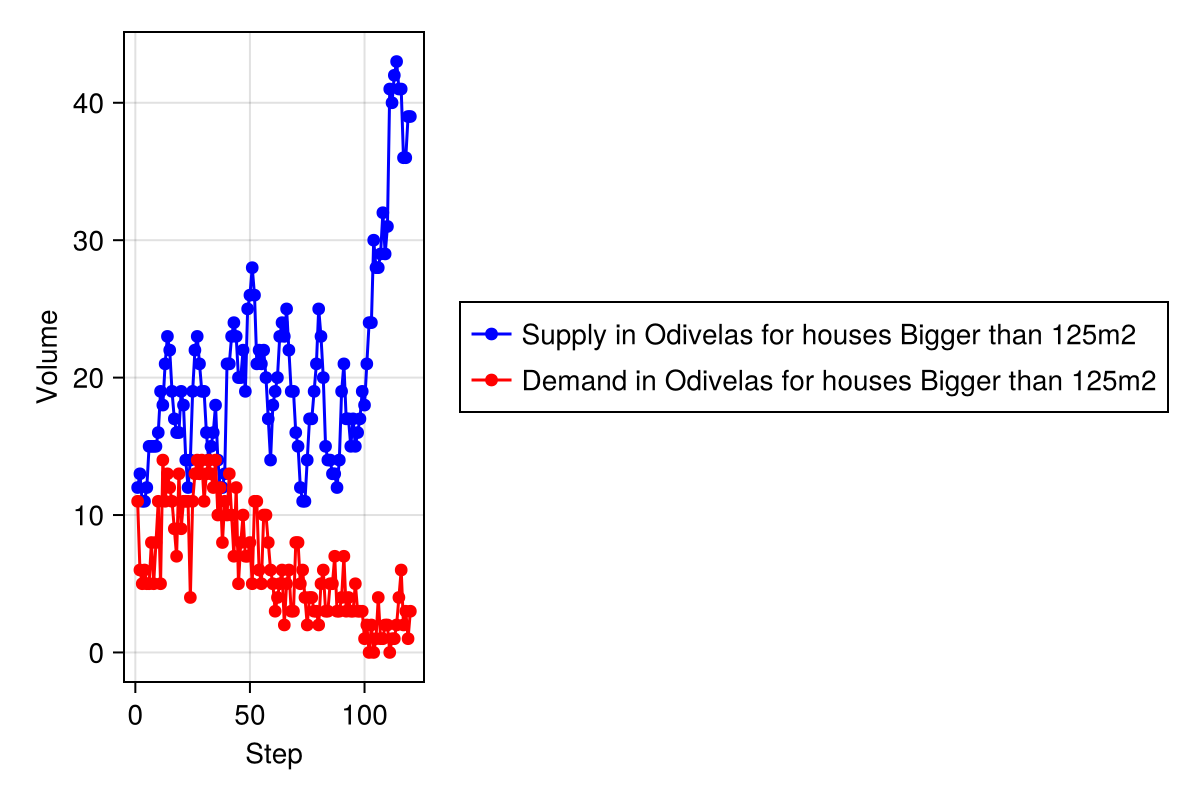 Volume
40
30
20
10
0
0 50 100
Step
Supply in Odivelas for houses Bigger than 125m2
Demand in Odivelas for houses Bigger than 125m2